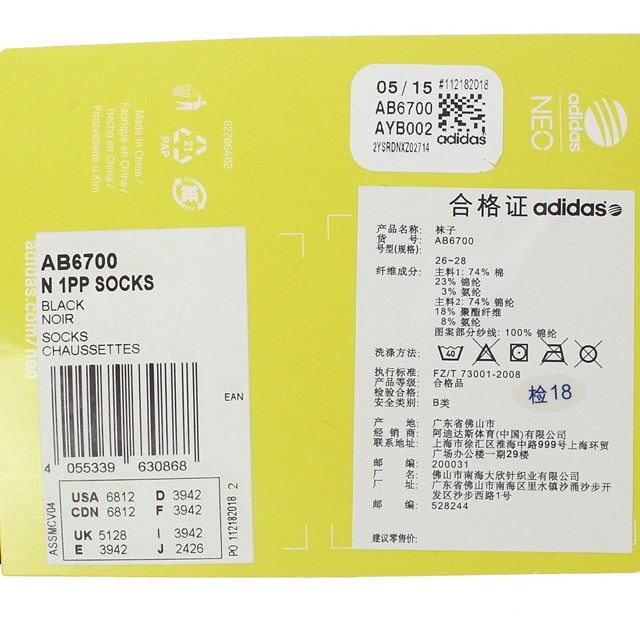 05 / 15
#112182018
AB6700
AYB002
adidas
2YSRDNXZ02714
adidas
NEO
62706402
Made in China /
Fabriqué en Chine /
Proizvedeno u Kini
21
PAP
adidas.com/neo
AB6700
N 1PP SOCKS
BLACK
NOIR
SOCKS
CHAUSSETTES
EAN
4 055339 630868
ASSMCV04
USA 6812 D 3942
CDN 6812 F 3942
UK 5128 I 3942
E 3942 J 2426
PO 112182018 2
合格证 adidas
产品名称: 袜子
货 号: AB6700
号型(规格):
26-28
纤维成分: 主料1: 74% 棉
23% 锦纶
3% 氨纶
主料2: 74% 锦纶
18% 聚酯纤维
8% 氨纶
图案部分纱线: 100% 锦纶
洗涤方法:
40
执行标准: FZ/T 73001-2008
产品等级: 合格品
检验合格:
检18
安全类别: B类
产 地: 广东省佛山市
经 销 商: 阿迪达斯体育(中国)有限公司
联系地址: 上海市徐汇区淮海中路999号上海环贸
广场办公楼一期29楼
邮 编: 200031
厂 名: 佛山市南海大欣针织业有限公司
厂 址: 广东省佛山市南海区里水镇沙涌沙步开
发区沙步西路1号
邮 编: 528244
建议零售价: